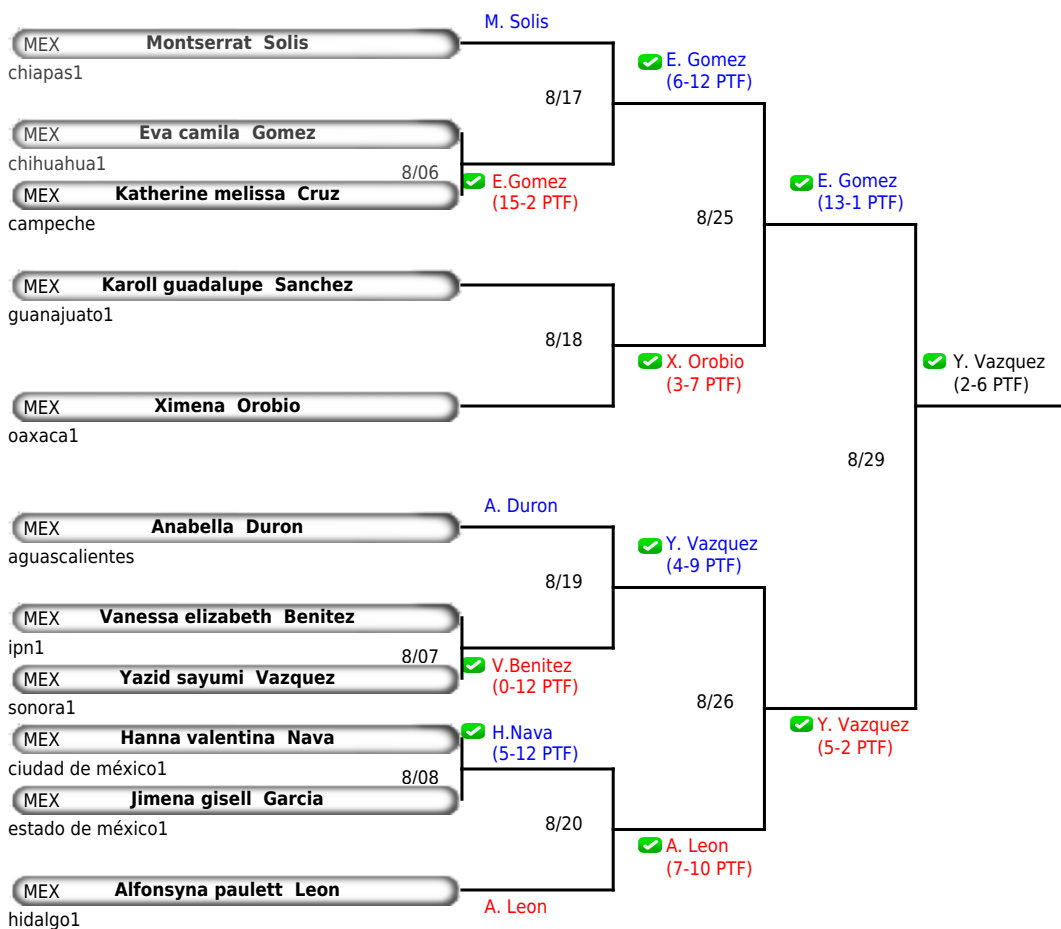 M. Solis
MEX Montserrat Solis
chiapas1
E. Gomez
(6-12 PTF)
8/17
MEX Eva camila Gomez
chihuahua1
8/06
E.Gomez
(15-2 PTF)
MEX Katherine melissa Cruz
campeche
E. Gomez
(13-1 PTF)
8/25
MEX Karoll guadalupe Sanchez
guanajuato1
8/18
X. Orobio
(3-7 PTF)
Y. Vazquez
(2-6 PTF)
MEX Ximena Orobio
oaxaca1
8/29
A. Duron
MEX Anabella Duron
aguascalientes
Y. Vazquez
(4-9 PTF)
8/19
MEX Vanessa elizabeth Benitez
ipn1
8/07
V.Benitez
(0-12 PTF)
MEX Yazid sayumi Vazquez
sonora1
8/26
Y. Vazquez
(5-2 PTF)
MEX Hanna valentina Nava
ciudad de méxico1
H.Nava
(5-12 PTF)
8/08
MEX Jimena gisell Garcia
estado de méxico1
8/20
A. Leon
(7-10 PTF)
MEX Alfonsyna paulett Leon
hidalgo1
A. Leon